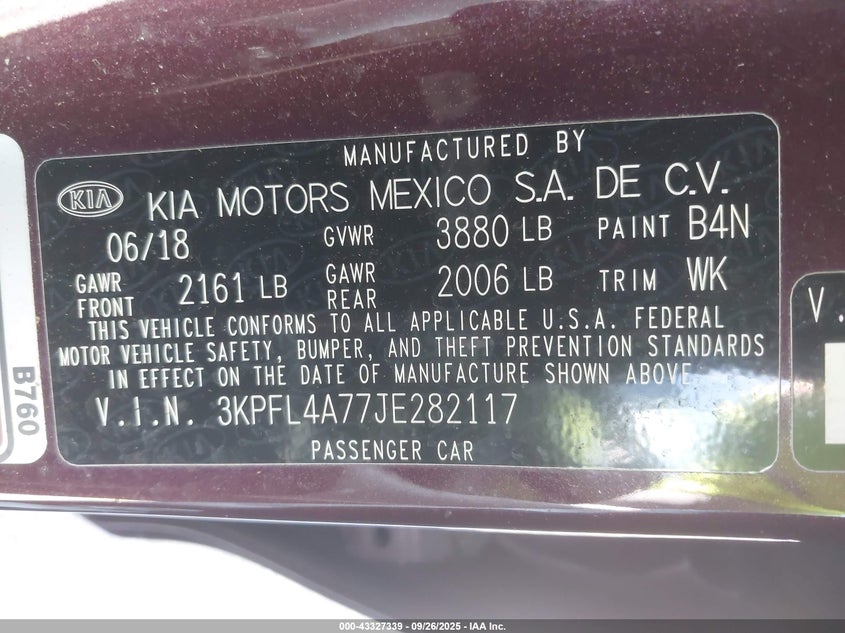 MANUFACTURED BY
KIA KIA MOTORS MEXICO S.A. DE C.V.
06/18 GVWR 3880 LB PAINT B4N
GAWR FRONT 2161 LB GAWR REAR 2006 LB TRIM WK
THIS VEHICLE CONFORMS TO ALL APPLICABLE U.S.A. FEDERAL
MOTOR VEHICLE SAFETY, BUMPER, AND THEFT PREVENTION STANDARDS
IN EFFECT ON THE DATE OF MANUFACTURE SHOWN ABOVE.
V.I.N. 3KPFL4A77JE282117
PASSENGER CAR
B760
V.
000-43327339 - 09/26/2025 - IAA Inc.